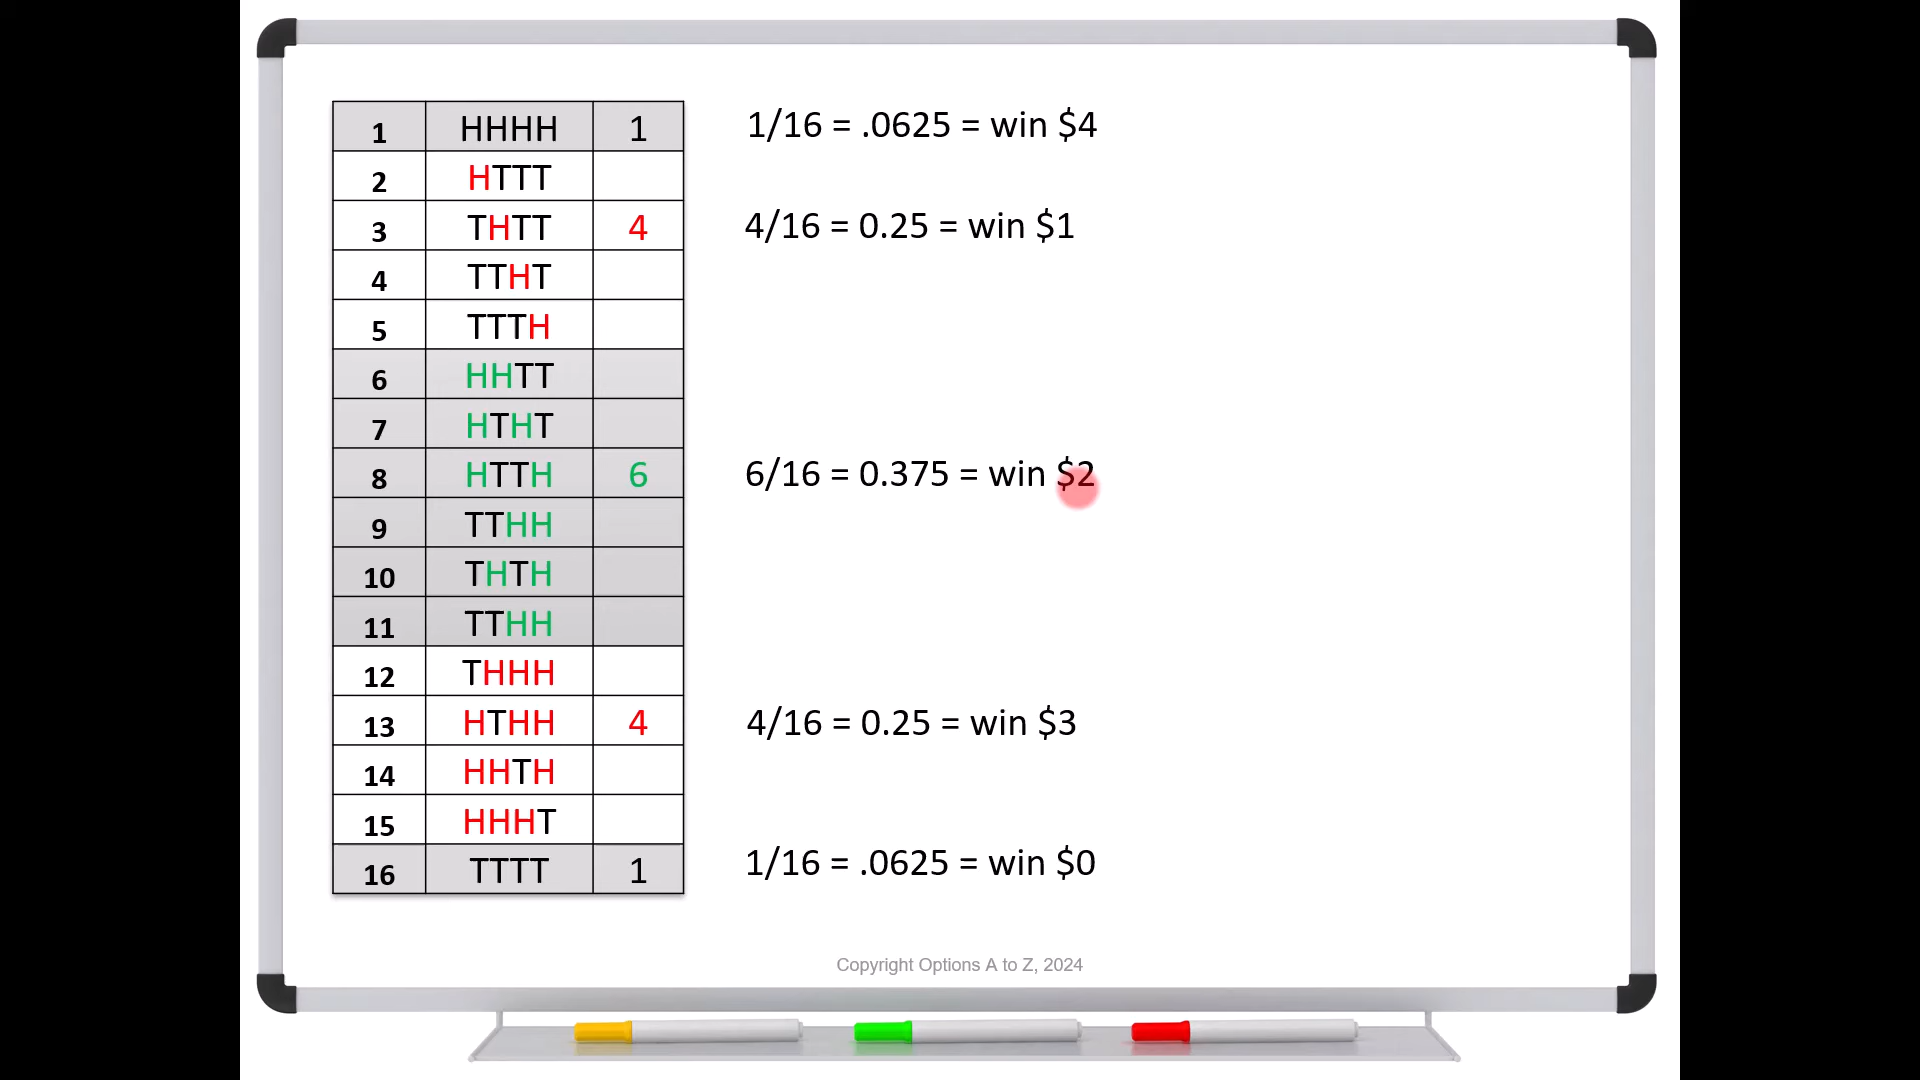 1 HHHH 1 1/16 = .0625 = win $4
2 HTTT
3 THTT 4 4/16 = 0.25 = win $1
4 TTHT
5 TTTH
6 HHTT
7 HTHT
8 HTTH 6 6/16 = 0.375 = win $2
9 TTHH
10 THTH
11 TTHH
12 THHH
13 HTHH 4 4/16 = 0.25 = win $3
14 HHTH
15 HHHT
16 TTTT 1 1/16 = .0625 = win $0
Copyright Options A to Z, 2024